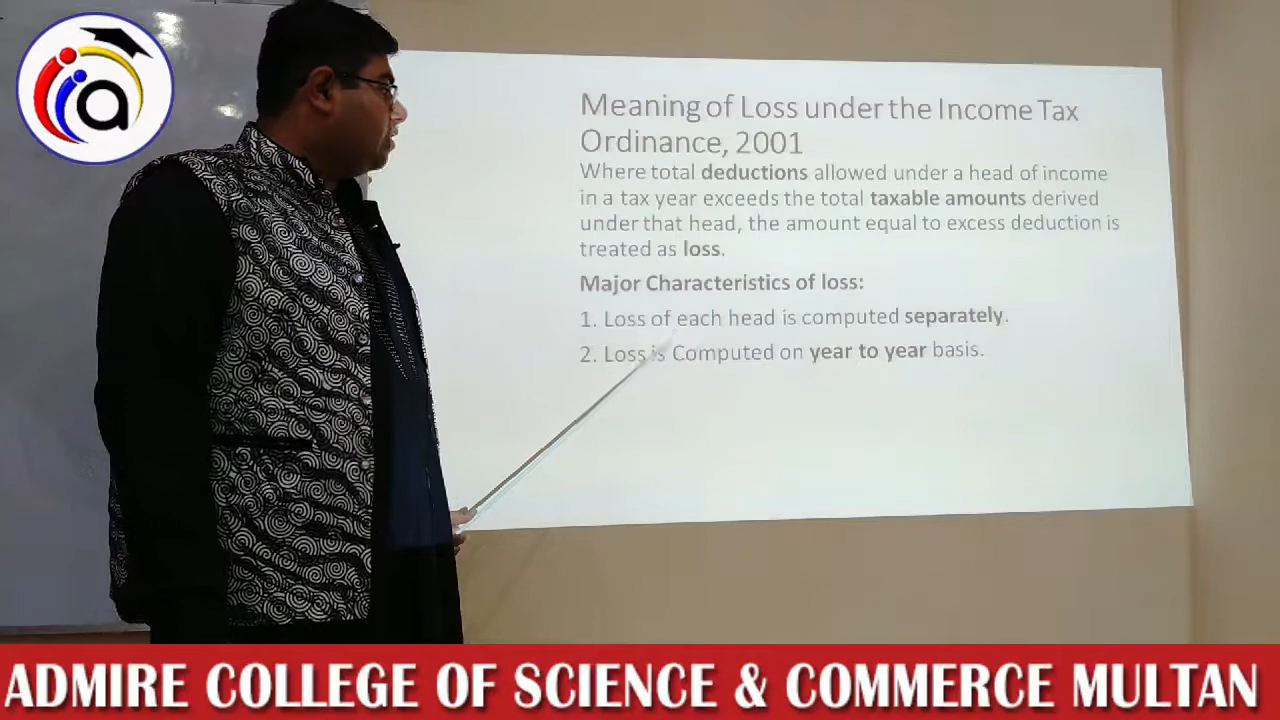 a
Meaning of Loss under the Income Tax
Ordinance, 2001
Where total deductions allowed under a head of income
in a tax year exceeds the total taxable amounts derived
under that head, the amount equal to excess deduction is
treated as loss.
Major Characteristics of loss:
1. Loss of each head is computed separately.
2. Loss is Computed on year to year basis.
ADMIRE COLLEGE OF SCIENCE & COMMERCE MULTAN